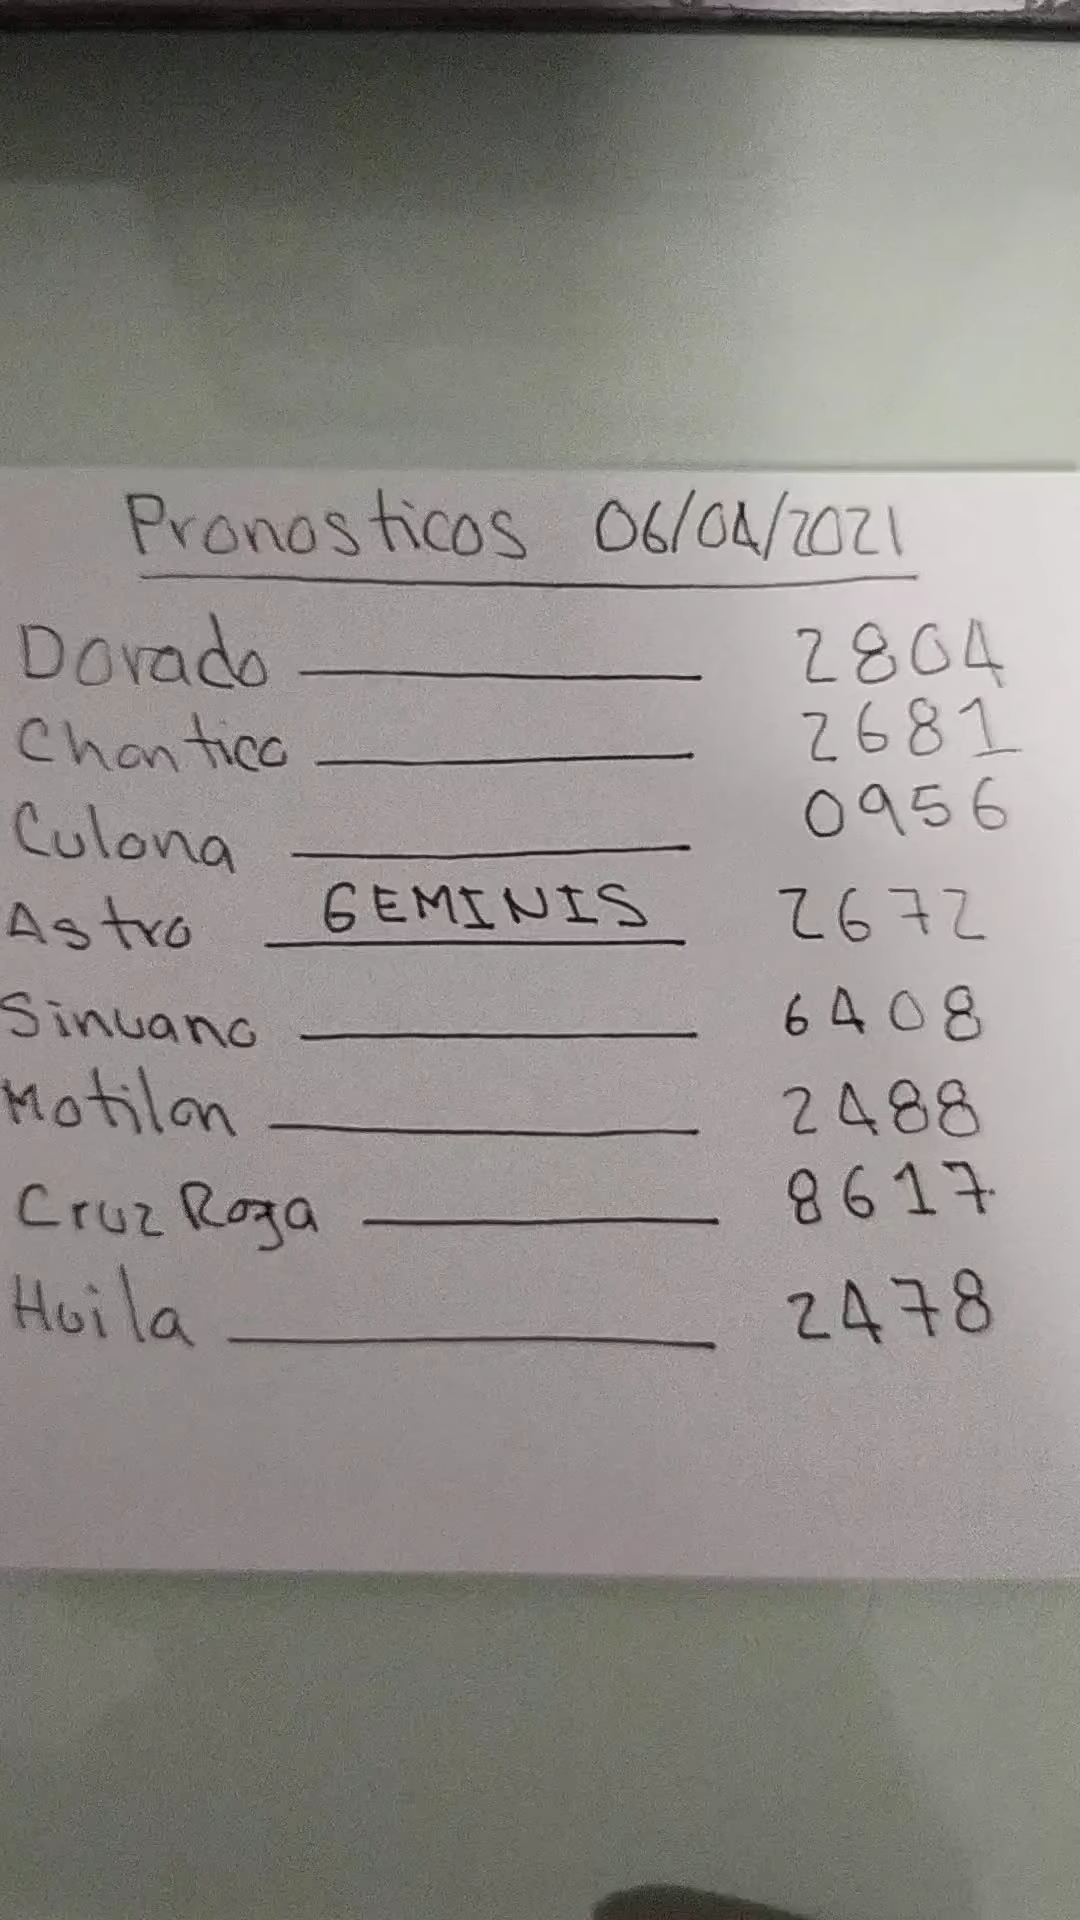 Pronosticos 06/04/2021
Dorado 2804
Chontico 2681
Culona 0956
Astro GEMINIS 2672
Sinuano 6408
Motilon 2488
Cruz Roja 8617
Huila 2478